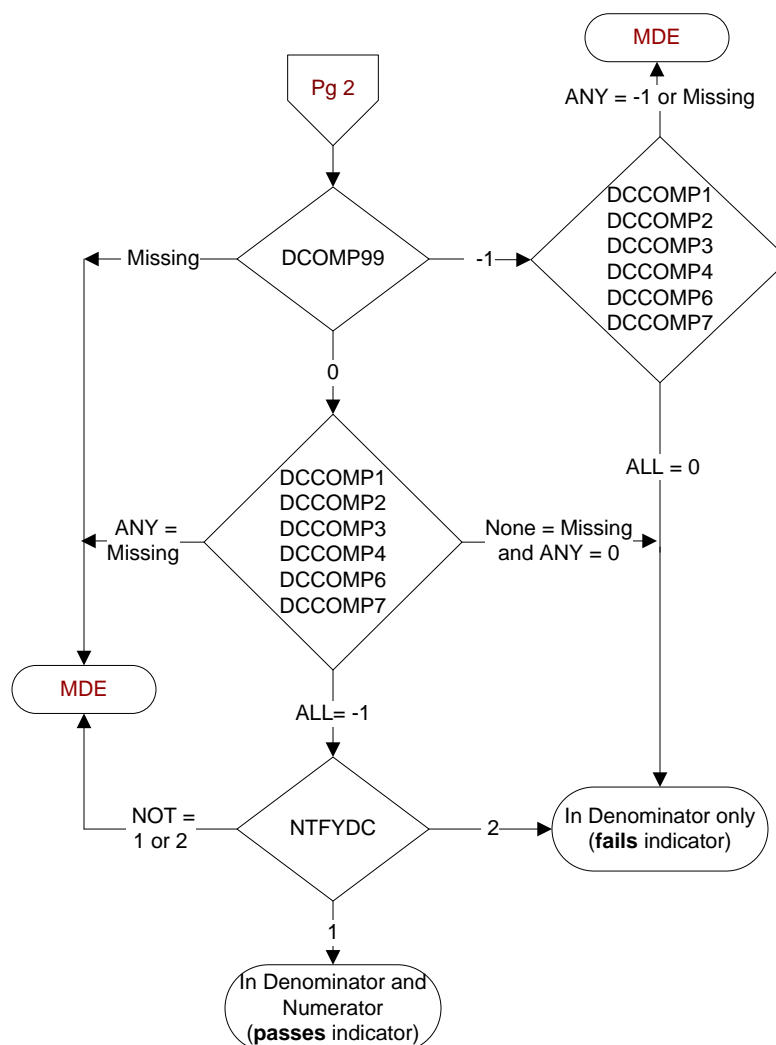 MDE
Pg 2
ANY = -1 or Missing
DCCOMP1
DCCOMP2
DCCOMP3
DCCOMP4
DCCOMP6
DCCOMP7
Missing
DCOMP99
-1
0
ALL = 0
DCCOMP1
DCCOMP2
DCCOMP3
DCCOMP4
DCCOMP6
DCCOMP7
ANY =
Missing
None = Missing
and ANY = 0
MDE
ALL= -1
NOT =
1 or 2
NTFYDC
2
In Denominator only
(fails indicator)
1
In Denominator and
Numerator
(passes indicator)